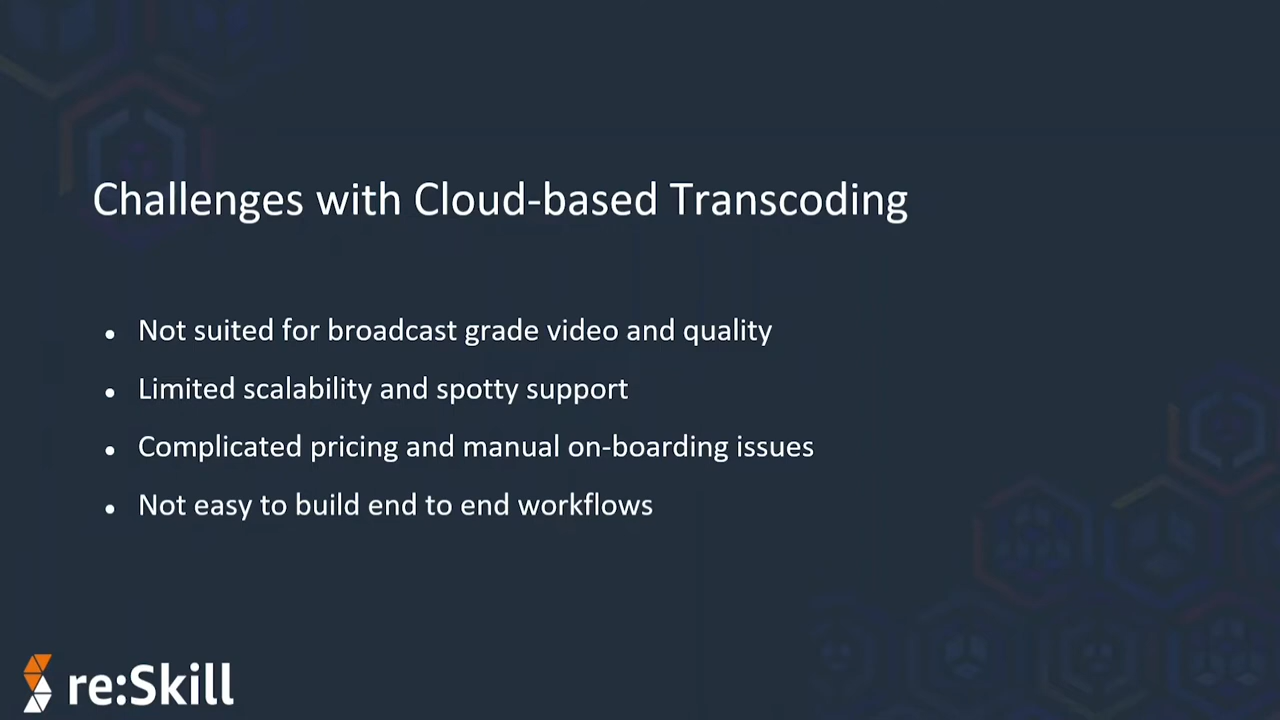 Challenges with Cloud-based Transcoding
• Not suited for broadcast grade video and quality
• Limited scalability and spotty support
• Complicated pricing and manual on-boarding issues
• Not easy to build end to end workflows
re:Skill